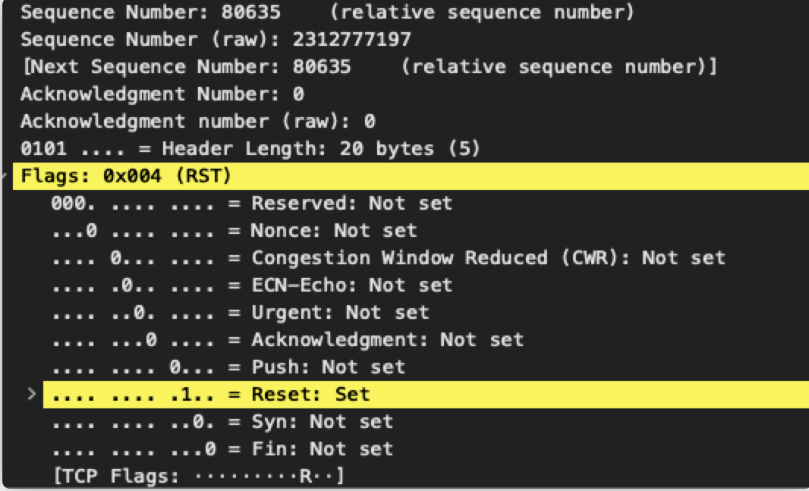 Sequence Number: 80635    (relative sequence number)
Sequence Number (raw): 2312777197
[Next Sequence Number: 80635    (relative sequence number)]
Acknowledgment Number: 0
Acknowledgment number (raw): 0
0101 .... = Header Length: 20 bytes (5)
Flags: 0x004 (RST)
000. .... .... = Reserved: Not set
...0 .... .... = Nonce: Not set
.... 0... .... = Congestion Window Reduced (CWR): Not set
.... .0.. .... = ECN-Echo: Not set
.... ..0. .... = Urgent: Not set
.... ...0 .... = Acknowledgment: Not set
.... .... 0... = Push: Not set
.... .... .1.. = Reset: Set
.... .... ..0. = Syn: Not set
.... .... ...0 = Fin: Not set
[TCP Flags: ·········R··]